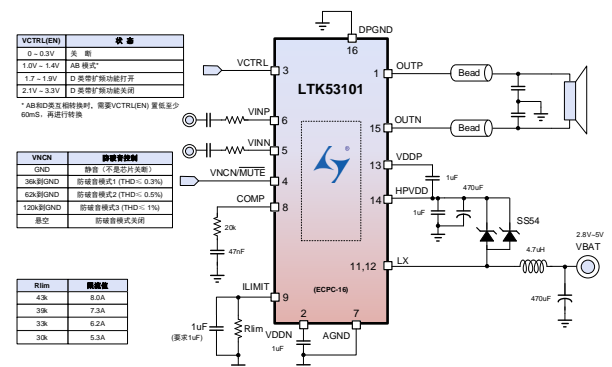 VCTRL(EN) 状 态
0 ~ 0.3V 关 断
1.0V ~ 1.4V AB 模式*
1.7 ~ 1.9V D 类带扩频功能打开
2.1V ~ 3.3V D 类带扩频功能关闭
* AB和D类互相转换时，需要VCTRL(EN) 置低至少
60mS，再进行转换
VNCN 防破音控制
GND 静音（不是芯片关断）
36k到GND 防破音模式1 (THD≤ 0.3%)
62k到GND 防破音模式2 (THD≤ 0.5%)
120k到GND 防破音模式3 (THD≤ 1%)
悬空 防破音模式关闭
Rlim 限流值
43k 8.0A
39k 7.3A
33k 6.2A
30k 5.3A
DPGND
16
VCTRL
3
LTK53101
1
OUTP
Bead
VINP
6
15
OUTN
Bead
VINN
5
13
VDDP
1uF
VNCN/MUTE
4
14
HPVDD
470uF
1uF
COMP
8
20k
47nF
SS54
4.7uH
2.8V~5V
VBAT
11,12
LX
(ECPC-16)
470uF
ILIMIT
9
1uF
(要求1uF)
Rlim
2
VDDN
1uF
7
AGND